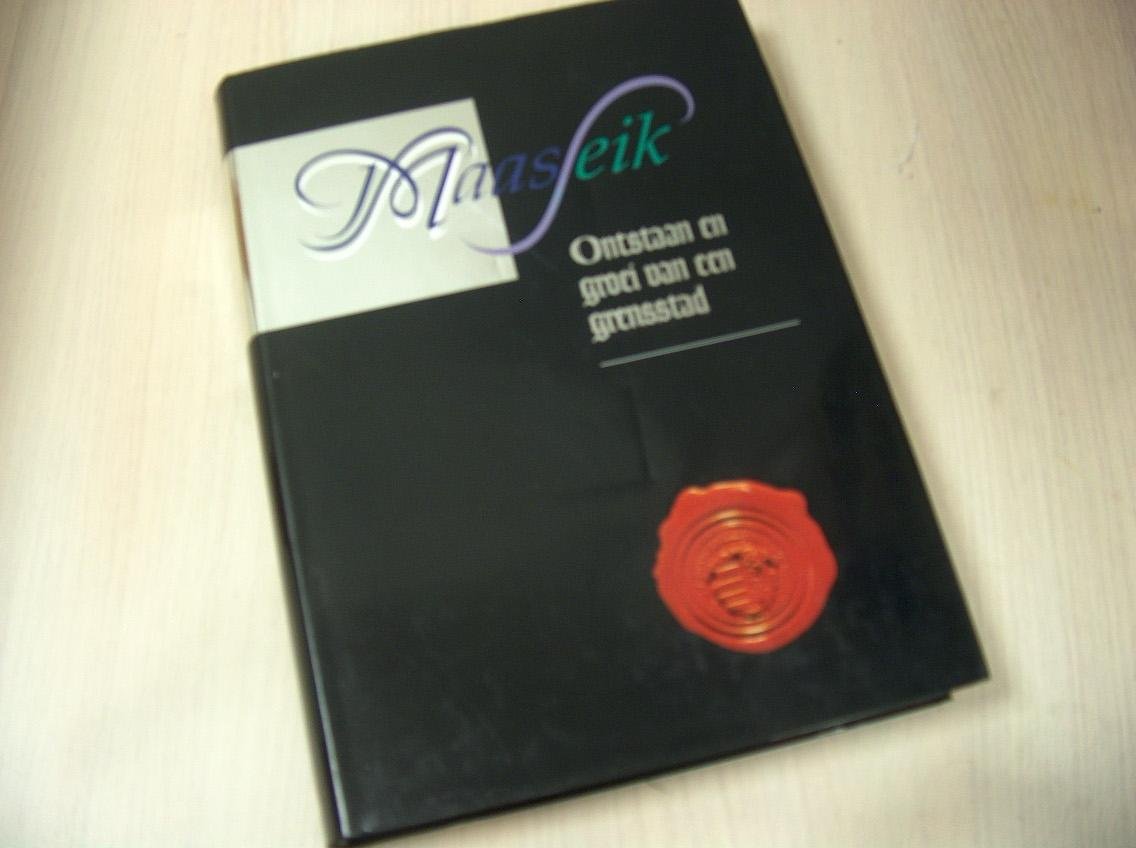 Maaseik
Ontstaan en
groei van een
grensstad